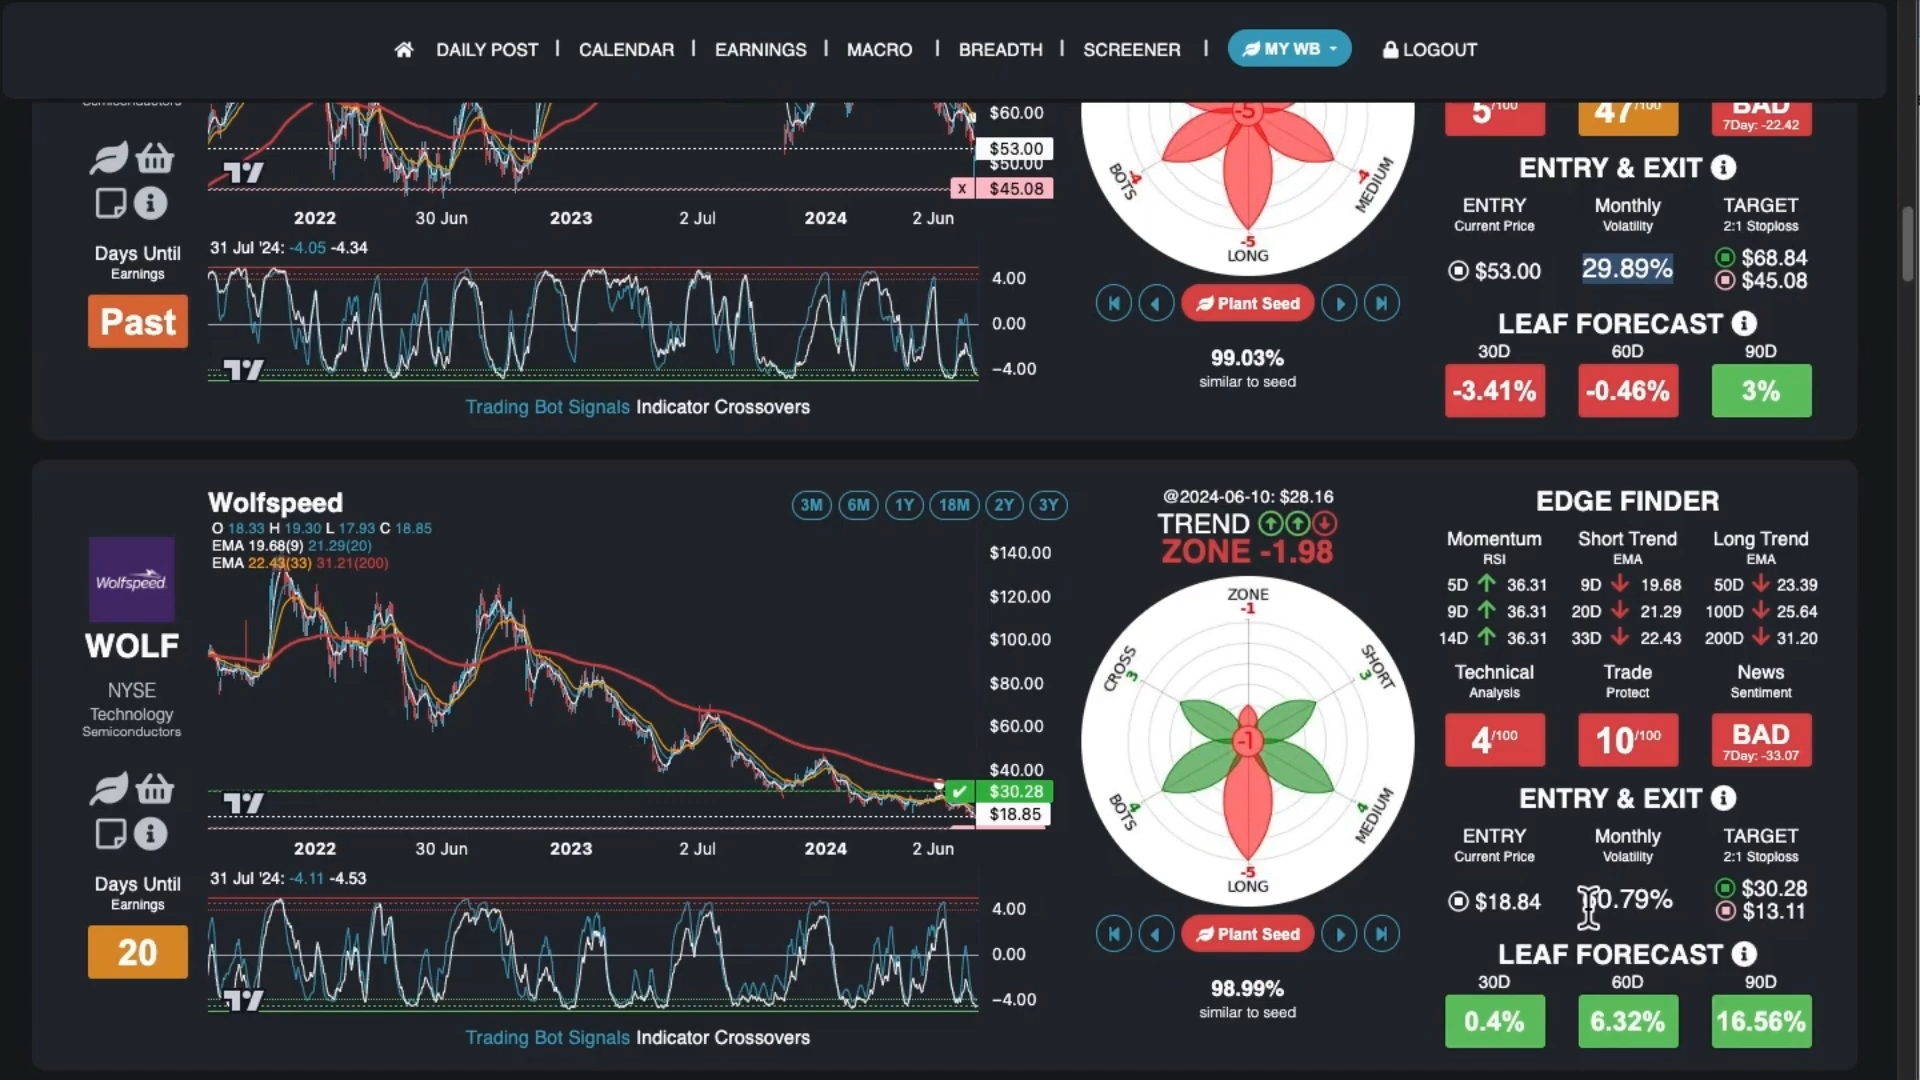 DAILY POST | CALENDAR | EARNINGS | MACRO | BREADTH | SCREENER | MY WB LOGOUT
Semiconductors
Days Until
Earnings
Past
$60.00
$53.00
$50.00
x $45.08
2022 30 Jun 2023 2 Jul 2024 2 Jun
31 Jul '24: -4.05 -4.34
4.00
0.00
−4.00
Trading Bot Signals Indicator Crossovers
-5
BOTS
-4
MEDIUM
-4
-5
LONG
Plant Seed
99.03%
similar to seed
5/100 47/100 BAD
7Day: -22.42
ENTRY & EXIT
ENTRY Monthly TARGET
Current Price Volatility 2:1 Stoploss
$53.00 29.89% $68.84
$45.08
LEAF FORECAST
30D 60D 90D
-3.41% -0.46% 3%
Wolfspeed
WOLF
NYSE
Technology
Semiconductors
Days Until
Earnings
20
Wolfspeed
O 18.33 H 19.30 L 17.93 C 18.85
EMA 19.68(9) 21.29(20)
EMA 22.43(33) 31.21(200)
3M 6M 1Y 18M 2Y 3Y
$140.00
$120.00
$100.00
$80.00
$60.00
$40.00
$30.28
$18.85
2022 30 Jun 2023 2 Jul 2024 2 Jun
31 Jul '24: -4.11 -4.53
4.00
0.00
−4.00
Trading Bot Signals Indicator Crossovers
@2024-06-10: $28.16
TREND
ZONE -1.98
ZONE
-1
CROSS
3
SHORT
3
-1
BOTS
4
MEDIUM
4
-5
LONG
Plant Seed
98.99%
similar to seed
EDGE FINDER
Momentum Short Trend Long Trend
RSI EMA EMA
5D 36.31 9D 19.68 50D 23.39
9D 36.31 20D 21.29 100D 25.64
14D 36.31 33D 22.43 200D 31.20
Technical Trade News
Analysis Protect Sentiment
4/100 10/100 BAD
7Day: -33.07
ENTRY & EXIT
ENTRY Monthly TARGET
Current Price Volatility 2:1 Stoploss
$18.84 $30.28
$13.11
LEAF FORECAST
30D 60D 90D
0.4% 6.32% 16.56%